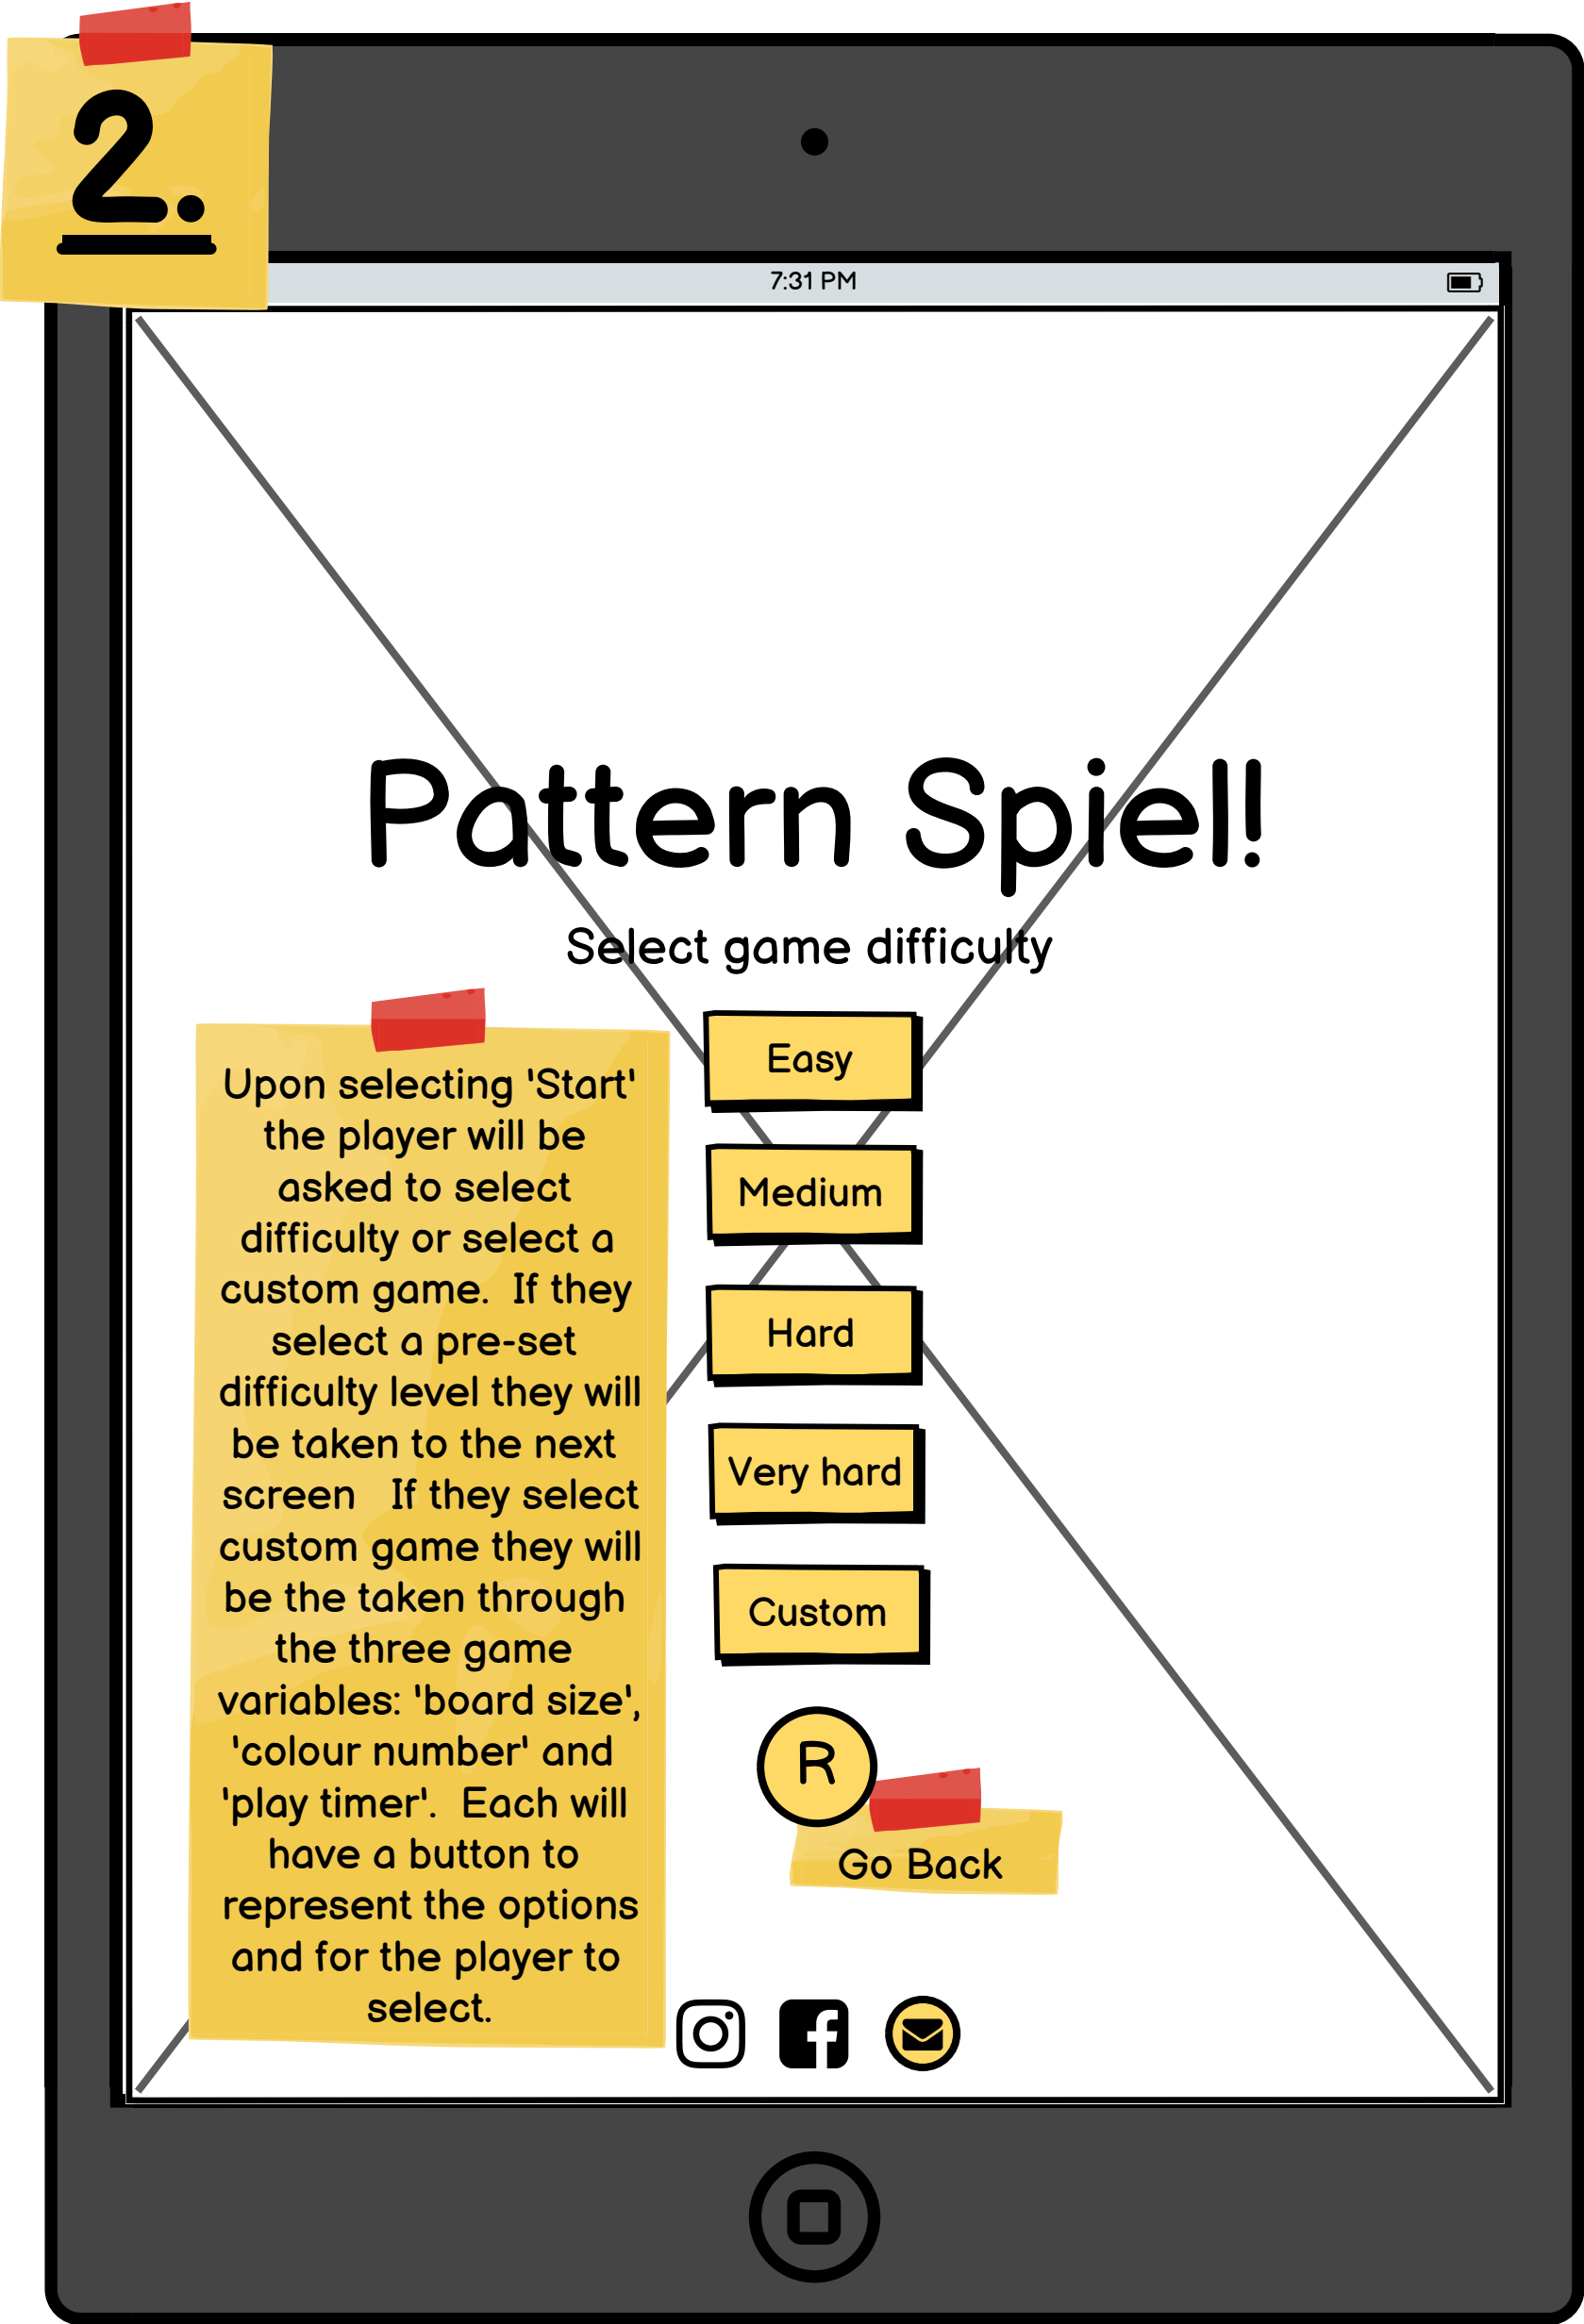 2.
7:31 PM
Pattern Spiel!
Select game difficulty
Upon selecting 'Start'
the player will be
asked to select
difficulty or select a
custom game.  If they
select a pre-set
difficulty level they will
be taken to the next
screen   If they select
custom game they will
be the taken through
the three game
variables: 'board size',
'colour number' and
'play timer'.  Each will
have a button to
represent the options
and for the player to
select.
Easy
Medium
Hard
Very hard
Custom
R
Go Back